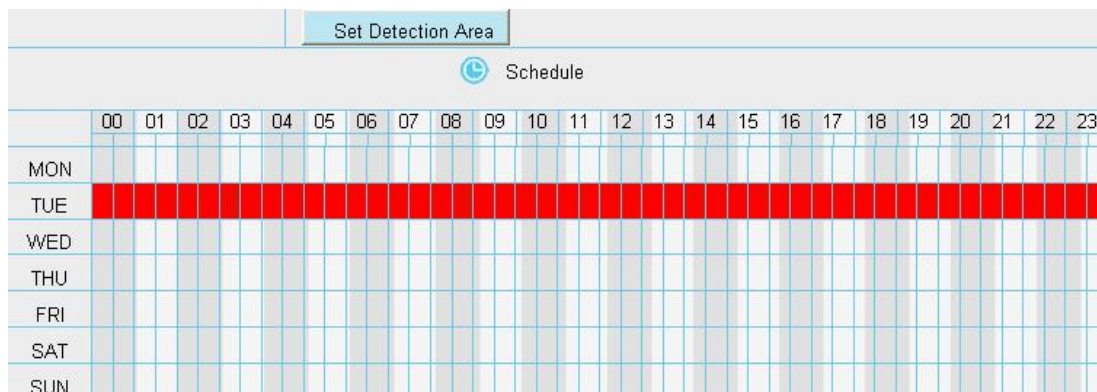 Set Detection Area
Schedule
00 01 02 03 04 05 06 07 08 09 10 11 12 13 14 15 16 17 18 19 20 21 22 23
MON
TUE
WED
THU
FRI
SAT
SUN